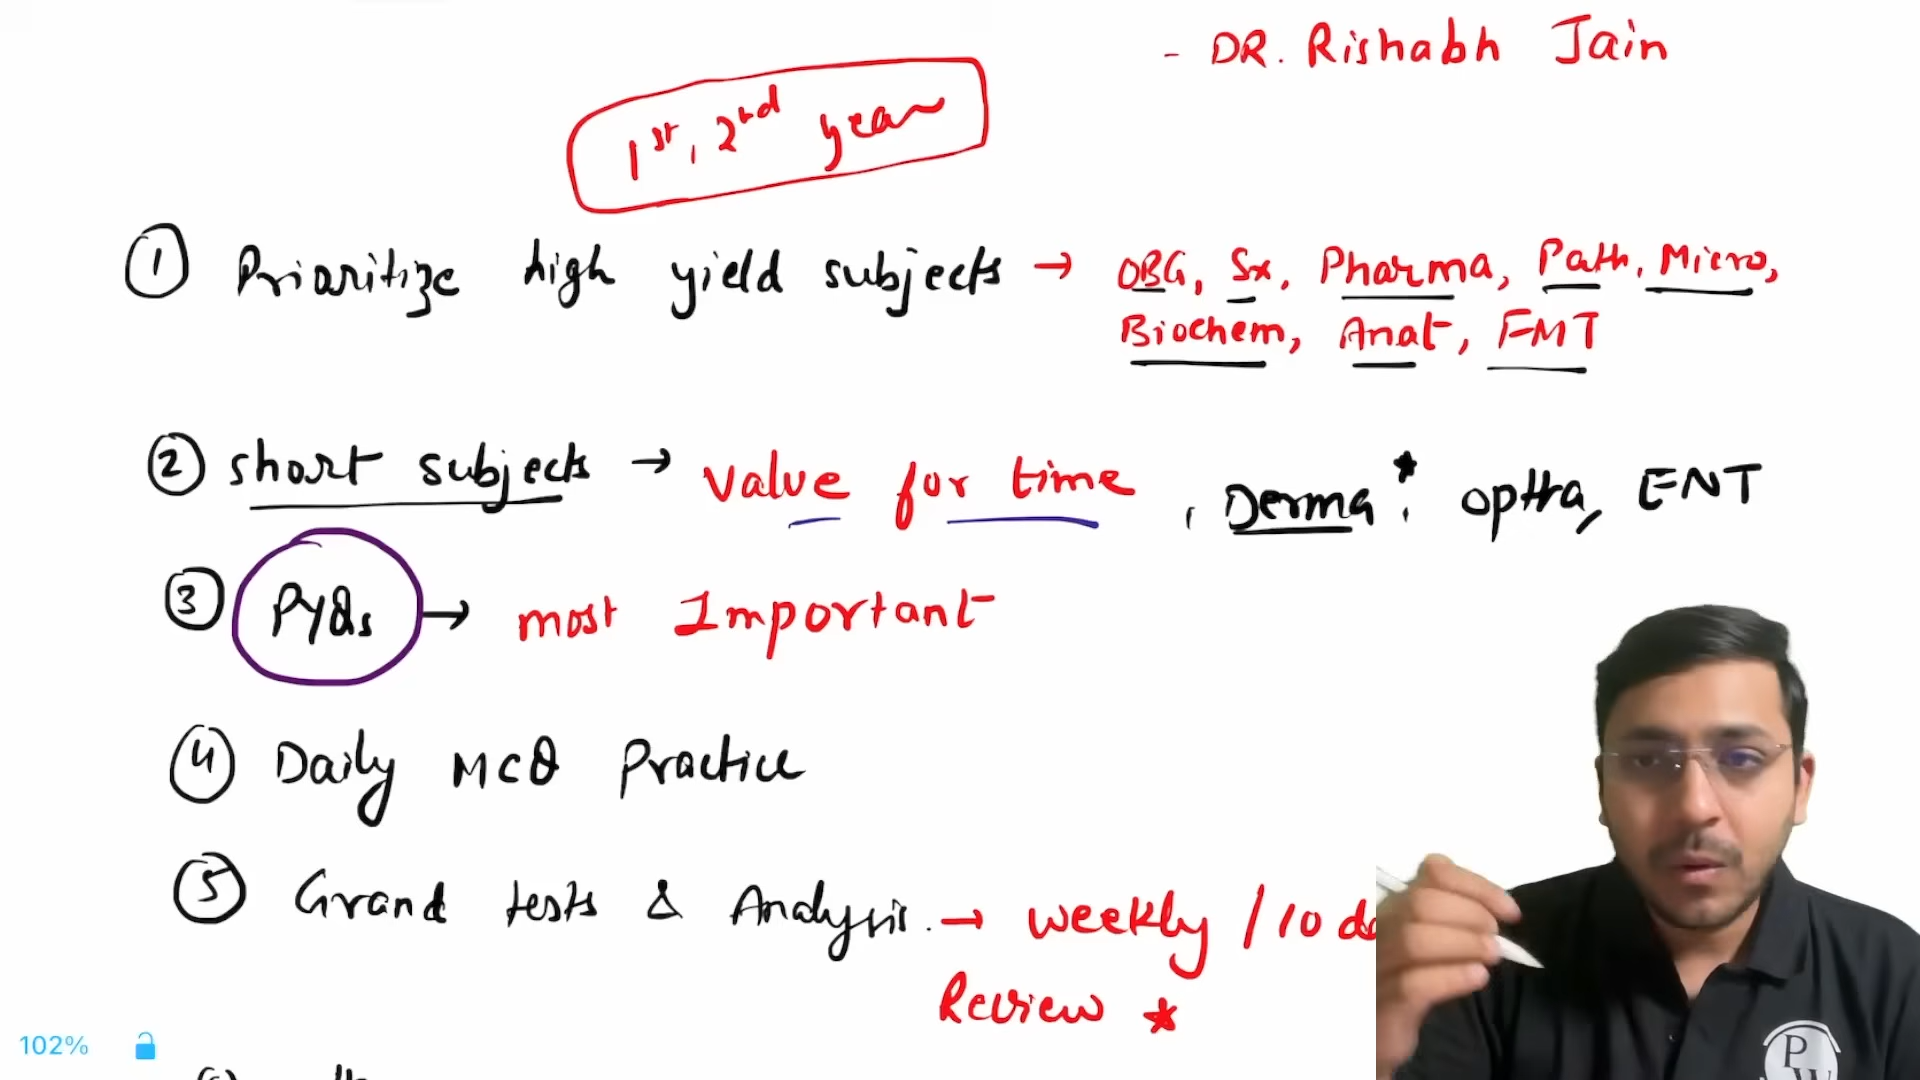 - DR. Rishabh Jain
1st, 2nd year
① Prioritize high yield subjects → OBG, Sx, Pharma, Path, Micro,
Biochem, Anat, FMT
② short subjects → Value for time, Derma*, optha, ENT
③ PYQs → most Important
④ Daily MCQ Practice
⑤ Grand tests & Analysis. → weekly / 10
Review *
PW
102%